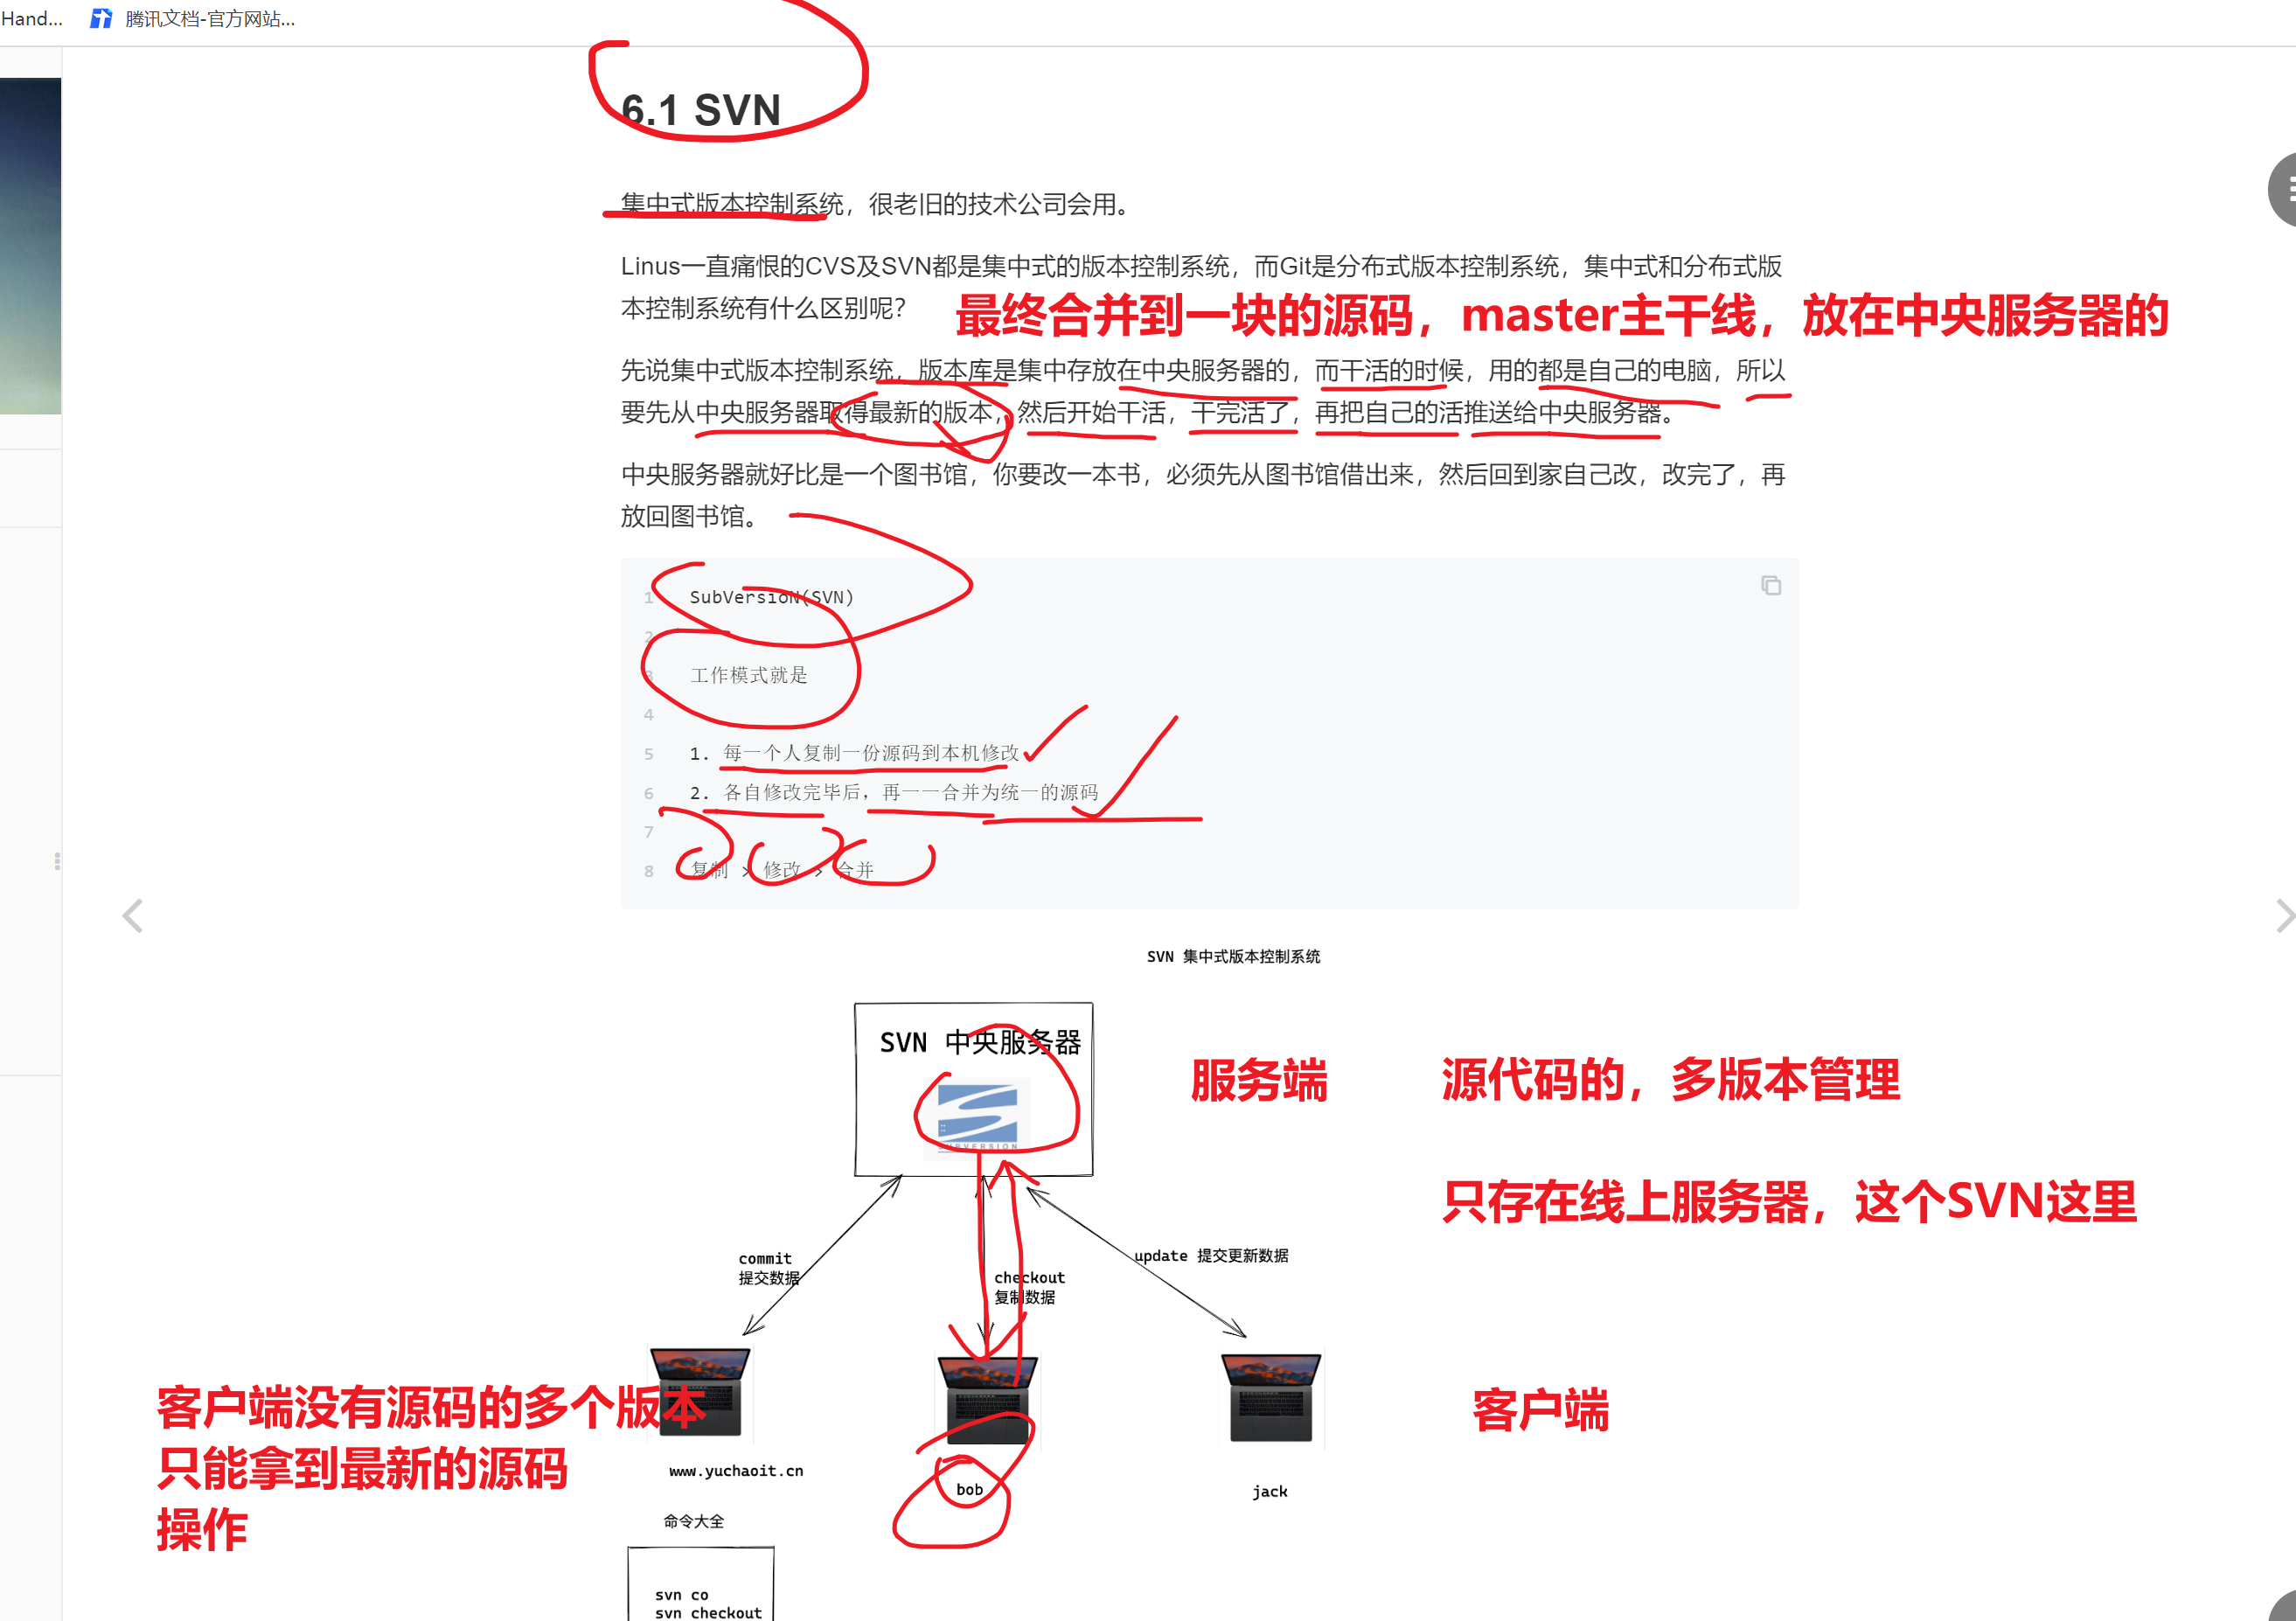 Hand...
腾讯文档-官方网站...
6.1 SVN
集中式版本控制系统，很老旧的技术公司会用。
Linus一直痛恨的CVS及SVN都是集中式的版本控制系统，而Git是分布式版本控制系统，集中式和分布式版
本控制系统有什么区别呢？
最终合并到一块的源码，master主干线，放在中央服务器的
先说集中式版本控制系统，版本库是集中存放在中央服务器的，而干活的时候，用的都是自己的电脑，所以
要先从中央服务器取得最新的版本，然后开始干活，干完活了，再把自己的活推送给中央服务器。
中央服务器就好比是一个图书馆，你要改一本书，必须先从图书馆借出来，然后回到家自己改，改完了，再
放回图书馆。
1 SubVersioN(SVN)
2
3 工作模式就是
4
5 1. 每一个人复制一份源码到本机修改
6 2. 各自修改完毕后，再一一合并为统一的源码
7
8 复制 > 修改 > 合并
SVN 集中式版本控制系统
SVN 中央服务器
SUBVERSION
服务端
源代码的，多版本管理
只存在线上服务器，这个SVN这里
commit
提交数据
checkout
复制数据
update 提交更新数据
客户端没有源码的多个版本
只能拿到最新的源码
操作
客户端
www.yuchaoit.cn
bob
jack
命令大全
svn co
svn checkout